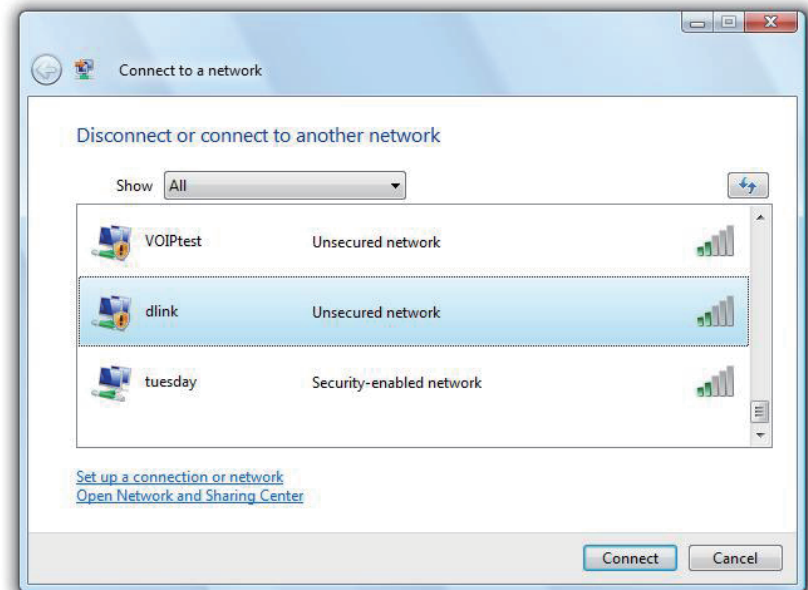 Connect to a network
Disconnect or connect to another network
Show All
VOIPtest Unsecured network
dlink Unsecured network
tuesday Security-enabled network
Set up a connection or network
Open Network and Sharing Center
Connect Cancel